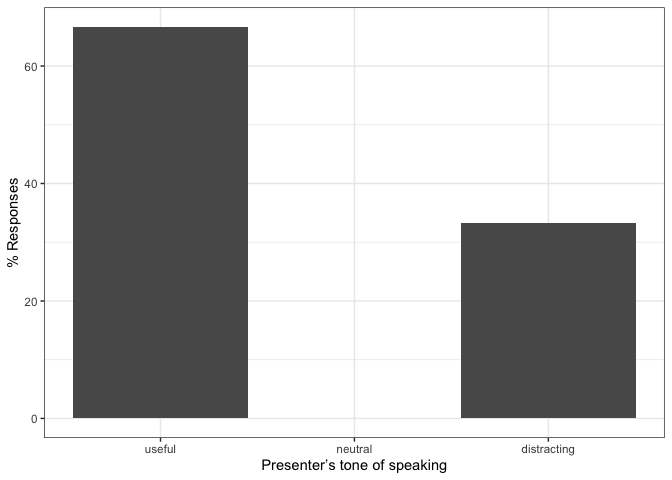 60
40
20
0
% Responses
useful neutral distracting
Presenter’s tone of speaking